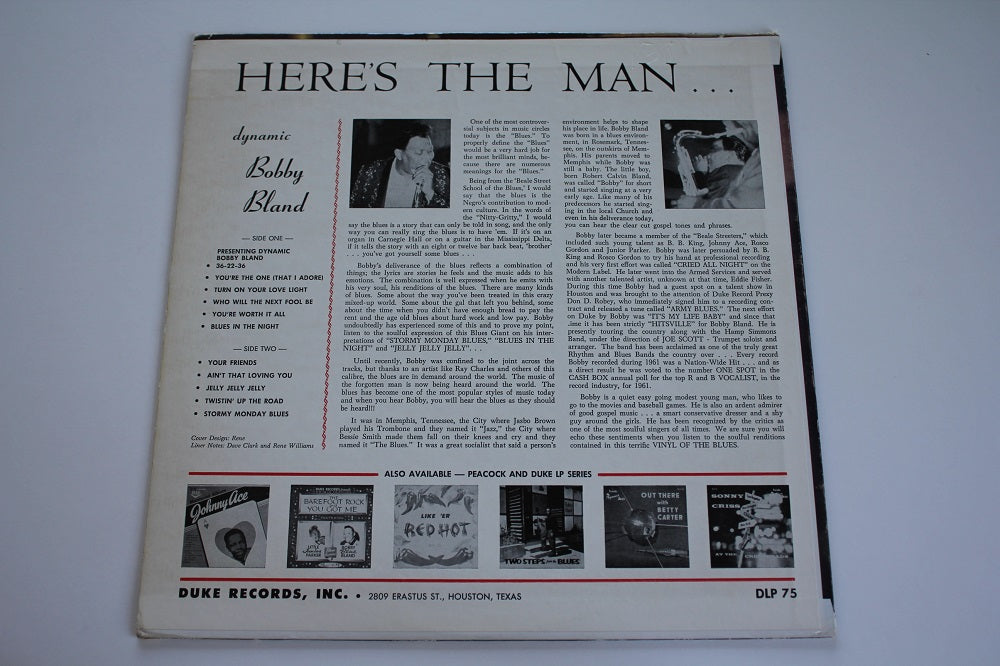 HERE'S THE MAN...
dynamic
Bobby
Bland
— SIDE ONE —
PRESENTING DYNAMIC
BOBBY BLAND
• 36-22-36
• YOU'RE THE ONE (THAT I ADORE)
• TURN ON YOUR LOVE LIGHT
• WHO WILL THE NEXT FOOL BE
• YOU'RE WORTH IT ALL
• BLUES IN THE NIGHT
— SIDE TWO —
• YOUR FRIENDS
• AIN'T THAT LOVING YOU
• JELLY JELLY JELLY
• TWISTIN' UP THE ROAD
• STORMY MONDAY BLUES
Cover Design: Rene
Liner Notes: Dave Clark and Rene Williams
One of the most controver-
sial subjects in music circles
today is the "Blues." To
properly define the "Blues"
would be a very hard job for
the most brilliant minds, be-
cause there are numerous
meanings for the "Blues."
Being from the 'Beale Street
School of the Blues,' I would
say that the blues is the
Negro's contribution to mod-
ern culture. In the words of
the "Nitty-Gritty," I would
say the blues is a story that can only be told in song, and the only
way you can really sing the blues is to have 'em. If it's on an
organ in Carnegie Hall or on a guitar in the Mississippi Delta,
if it tells the story with an eight or twelve bar back beat, 'brother'
. . . . you've got yourself some blues . . .
Bobby's deliverance of the blues reflects a combination of
things; the lyrics are stories he feels and the music adds to his
emotions. The combination is well expressed when he emits with
his very soul, his renditions of the blues. There are many kinds
of blues. Some about the way you've been treated in this crazy
mixed-up world. Some about the gal that left you behind, some
about the time when you didn't have enough bread to pay the
rent and the age old blues about hard work and low pay. Bobby
undoubtedly has experienced some of this and to prove my point,
listen to the soulful expression of this Blues Giant on his inter-
pretations of "STORMY MONDAY BLUES," "BLUES IN THE
NIGHT" and "JELLY JELLY JELLY". . .
Until recently, Bobby was confined to the joint across the
tracks, but thanks to an artist like Ray Charles and others of this
calibre, the blues are in demand around the world. The music of
the forgotten man is now being heard around the world. The
blues has become one of the most popular styles of music today
and when you hear Bobby, you will hear the blues as they should
be heard!!!
It was in Memphis, Tennessee, the City where Jasbo Brown
played his Trombone and they named it "Jazz," the City where
Bessie Smith made them fall on their knees and cry and they
named it "The Blues." It was a great socialist that said a person's
environment helps to shape
his place in life. Bobby Bland
was born in a blues environ-
ment, in Rosemark, Tennes-
see, on the outskirts of Mem-
phis. His parents moved to
Memphis while Bobby was
still a baby. The little boy,
born Robert Calvin Bland,
was called "Bobby" for short
and started singing at a very
early age. Like many of his
predecessors he started sing-
ing in the local Church and
even in his deliverance today,
you can hear the clear cut gospel tones and phrases.
Bobby later became a member of the "Beale Streeters," which
included such young talent as B. B. King, Johnny Ace, Rosco
Gordon and Junior Parker. Bobby was later persuaded by B. B.
King and Rosco Gordon to try his hand at professional recording
and his very first effort was called "CRIED ALL NIGHT" on the
Modern Label. He later went into the Armed Services and served
with another talented artist, unknown at that time, Eddie Fisher.
During this time Bobby had a guest spot on a talent show in
Houston and was brought to the attention of Duke Record Prexy
Don D. Robey, who immediately signed him to a recording con-
tract and released a tune called "ARMY BLUES." The next effort
on Duke by Bobby was "IT'S MY LIFE BABY" and since that
time it has been strictly "HITSVILLE" for Bobby Bland. He is
presently touring the country along with the Hamp Simmons
Band, under the direction of JOE SCOTT - Trumpet soloist and
arranger. The band has been acclaimed as one of the truly great
Rhythm and Blues Bands the country over . . . Every record
Bobby recorded during 1961 was a Nation-Wide Hit . . . and as
a direct result he was voted to the number ONE SPOT in the
CASH BOX annual poll for the top R and B VOCALIST, in the
record industry, for 1961.
Bobby is a quiet easy going modest young man, who likes to
go to the movies and baseball games. He is also an ardent admirer
of good gospel music . . . a smart conservative dresser and a shy
guy around the girls. He has been recognized by the critics as
one of the most soulful singers of all times. We are sure you will
echo these sentiments when you listen to the soulful renditions
contained in this terrific VINYL OF THE BLUES.
ALSO AVAILABLE — PEACOCK AND DUKE LP SERIES
Johnny Ace
BAREFOOT ROCK
YOU GOT ME
LITTLE
PARKER
BOBBY
BLAND
LIKE 'ER
RED HOT
TWO STEPS from the BLUES
OUT THERE
with
BETTY
CARTER
SONNY
CRISS
AT THE
DUKE RECORDS, INC. • 2809 ERASTUS ST., HOUSTON, TEXAS
DLP 75